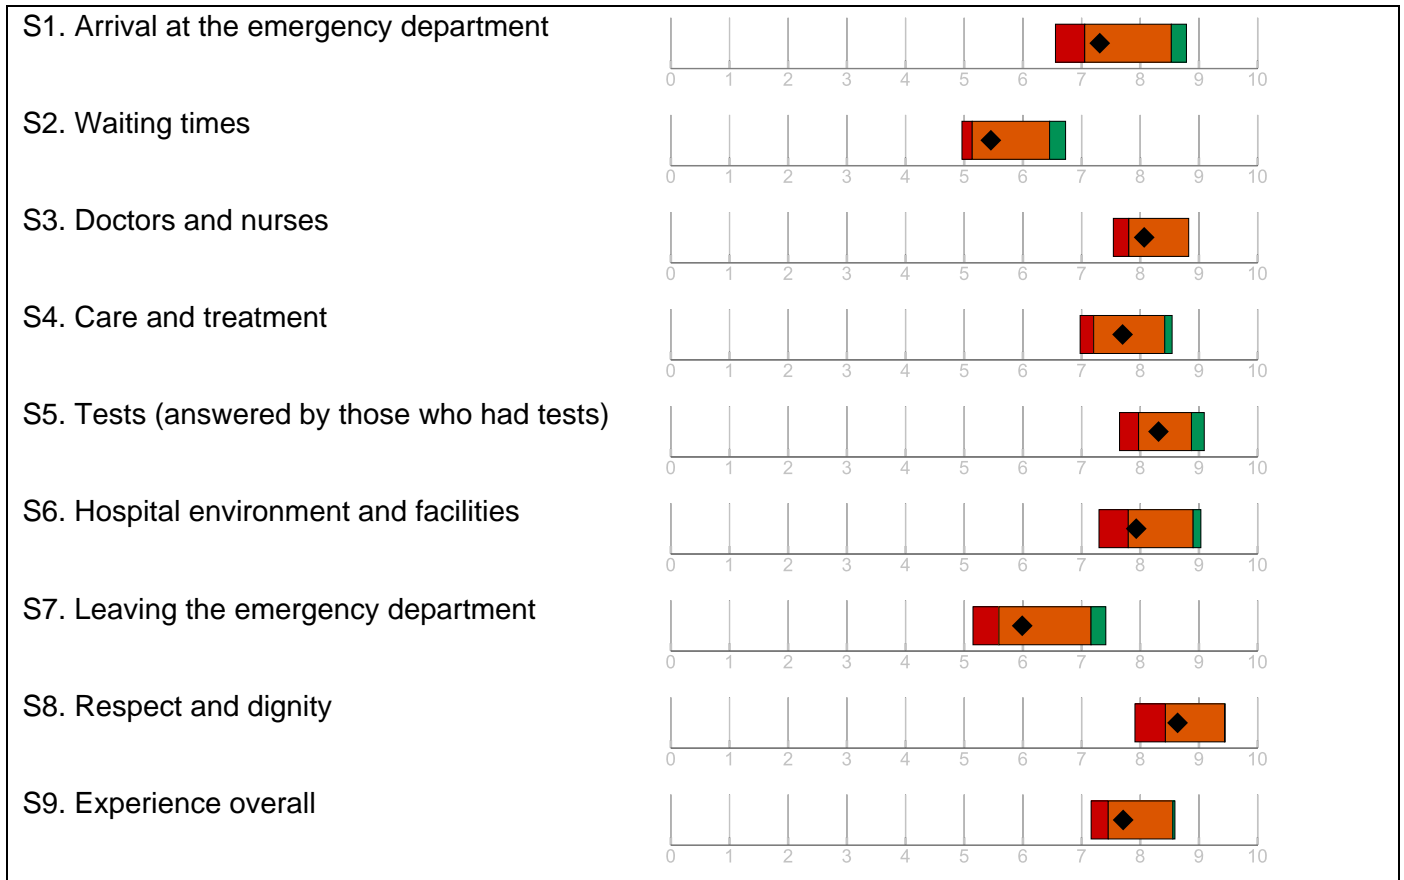 S1. Arrival at the emergency department
0 1 2 3 4 5 6 7 8 9 10
S2. Waiting times
0 1 2 3 4 5 6 7 8 9 10
S3. Doctors and nurses
0 1 2 3 4 5 6 7 8 9 10
S4. Care and treatment
0 1 2 3 4 5 6 7 8 9 10
S5. Tests (answered by those who had tests)
0 1 2 3 4 5 6 7 8 9 10
S6. Hospital environment and facilities
0 1 2 3 4 5 6 7 8 9 10
S7. Leaving the emergency department
0 1 2 3 4 5 6 7 8 9 10
S8. Respect and dignity
0 1 2 3 4 5 6 7 8 9 10
S9. Experience overall
0 1 2 3 4 5 6 7 8 9 10